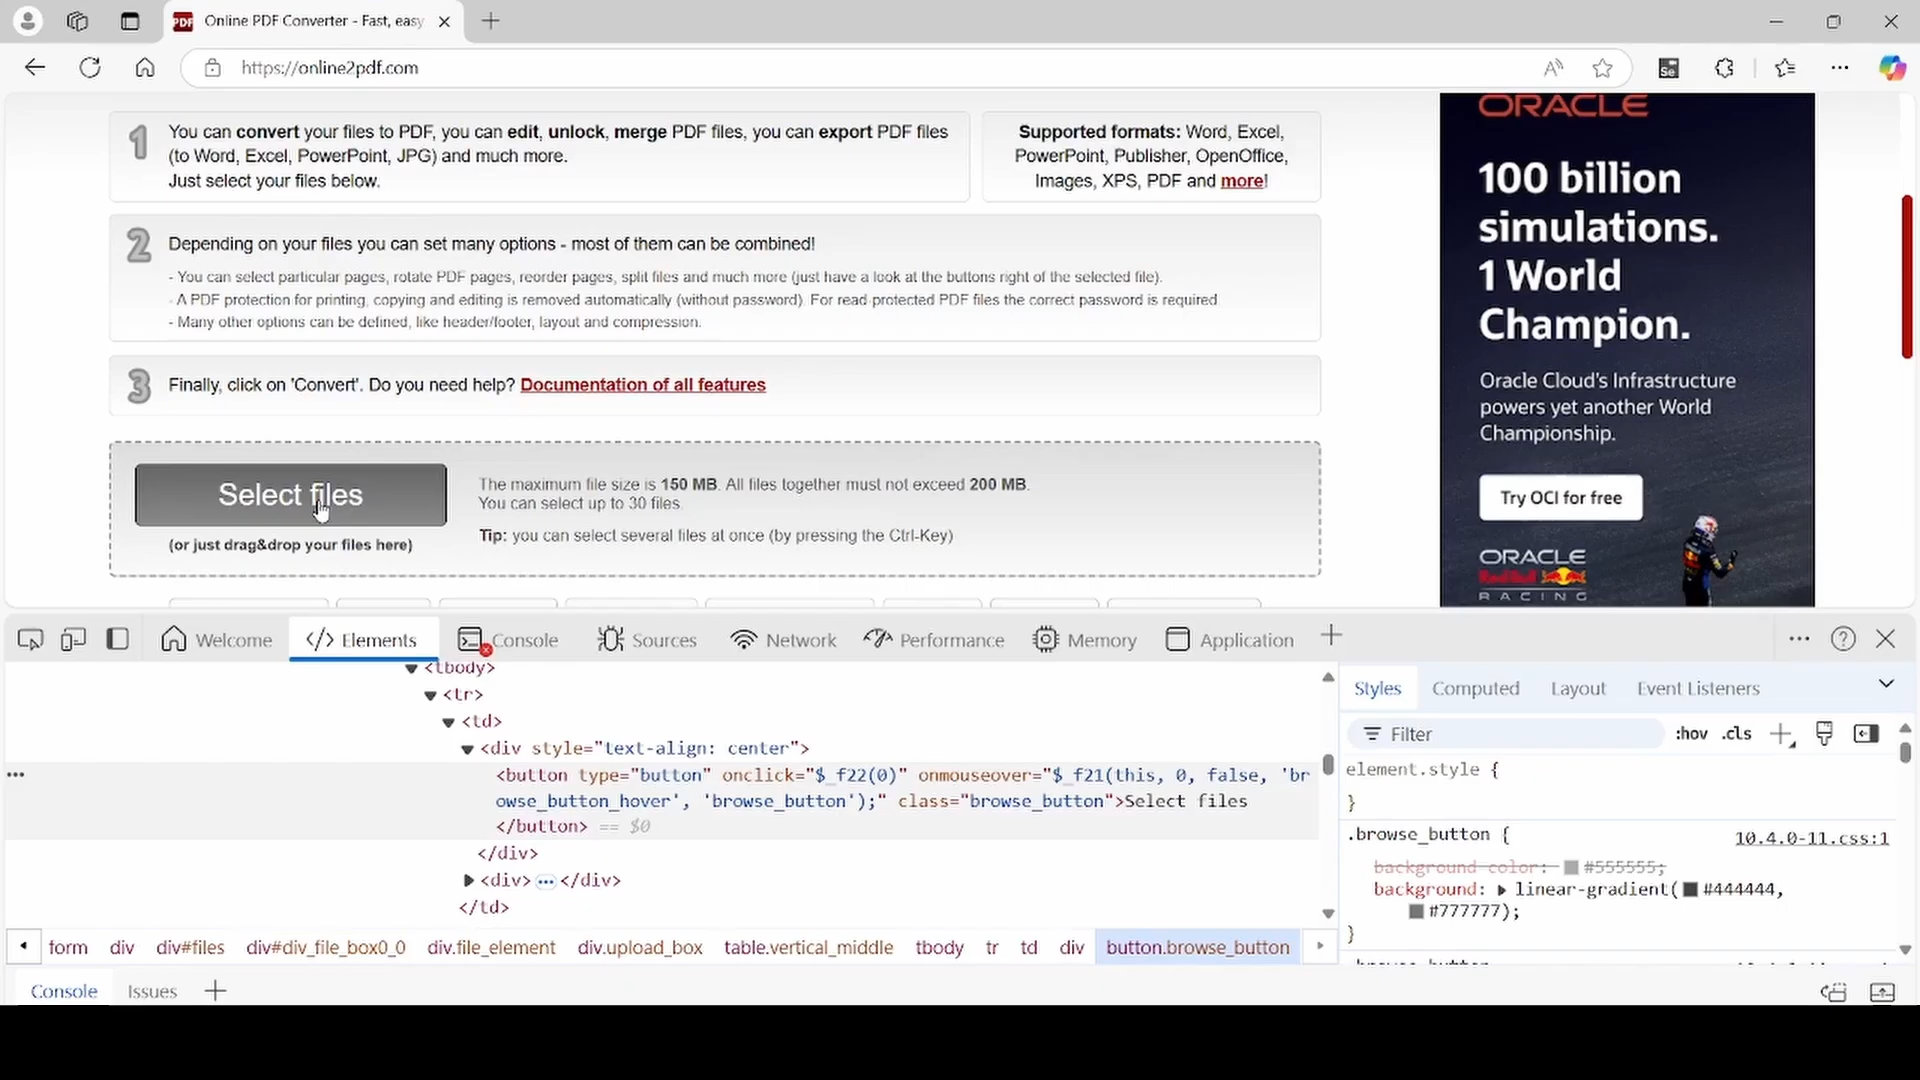 Online PDF Converter - Fast, easy
https://online2pdf.com
1 You can convert your files to PDF, you can edit, unlock, merge PDF files, you can export PDF files
(to Word, Excel, PowerPoint, JPG) and much more.
Just select your files below.
Supported formats: Word, Excel,
PowerPoint, Publisher, OpenOffice,
Images, XPS, PDF and more!
2 Depending on your files you can set many options - most of them can be combined!
- You can select particular pages, rotate PDF pages, reorder pages, split files and much more (just have a look at the buttons right of the selected file).
- A PDF protection for printing, copying and editing is removed automatically (without password). For read-protected PDF files the correct password is required
- Many other options can be defined, like header/footer, layout and compression.
3 Finally, click on 'Convert'. Do you need help? Documentation of all features
Select files
(or just drag&drop your files here)
The maximum file size is 150 MB. All files together must not exceed 200 MB.
You can select up to 30 files.
Tip: you can select several files at once (by pressing the Ctrl-Key)
ORACLE
100 billion
simulations.
1 World
Champion.
Oracle Cloud's Infrastructure
powers yet another World
Championship.
Try OCI for free
ORACLE
Red Bull
RACING
Welcome
Elements
Console
Sources
Network
Performance
Memory
Application
<tbody>
<tr>
<td>
<div style="text-align: center">
<button type="button" onclick="$_f22(0)" onmouseover="$_f21(this, 0, false, 'br
owse_button_hover', 'browse_button');" class="browse_button">Select files
</button> == $0
</div>
<div>…</div>
</td>
form div div#files div#div_file_box0_0 div.file_element div.upload_box table.vertical_middle tbody tr td div button.browse_button
Styles Computed Layout Event Listeners
Filter :hov .cls
element.style {
}
.browse_button { 10.4.0-11.css:1
background-color: #555555;
background: linear-gradient(#444444,
#777777);
}
Console Issues